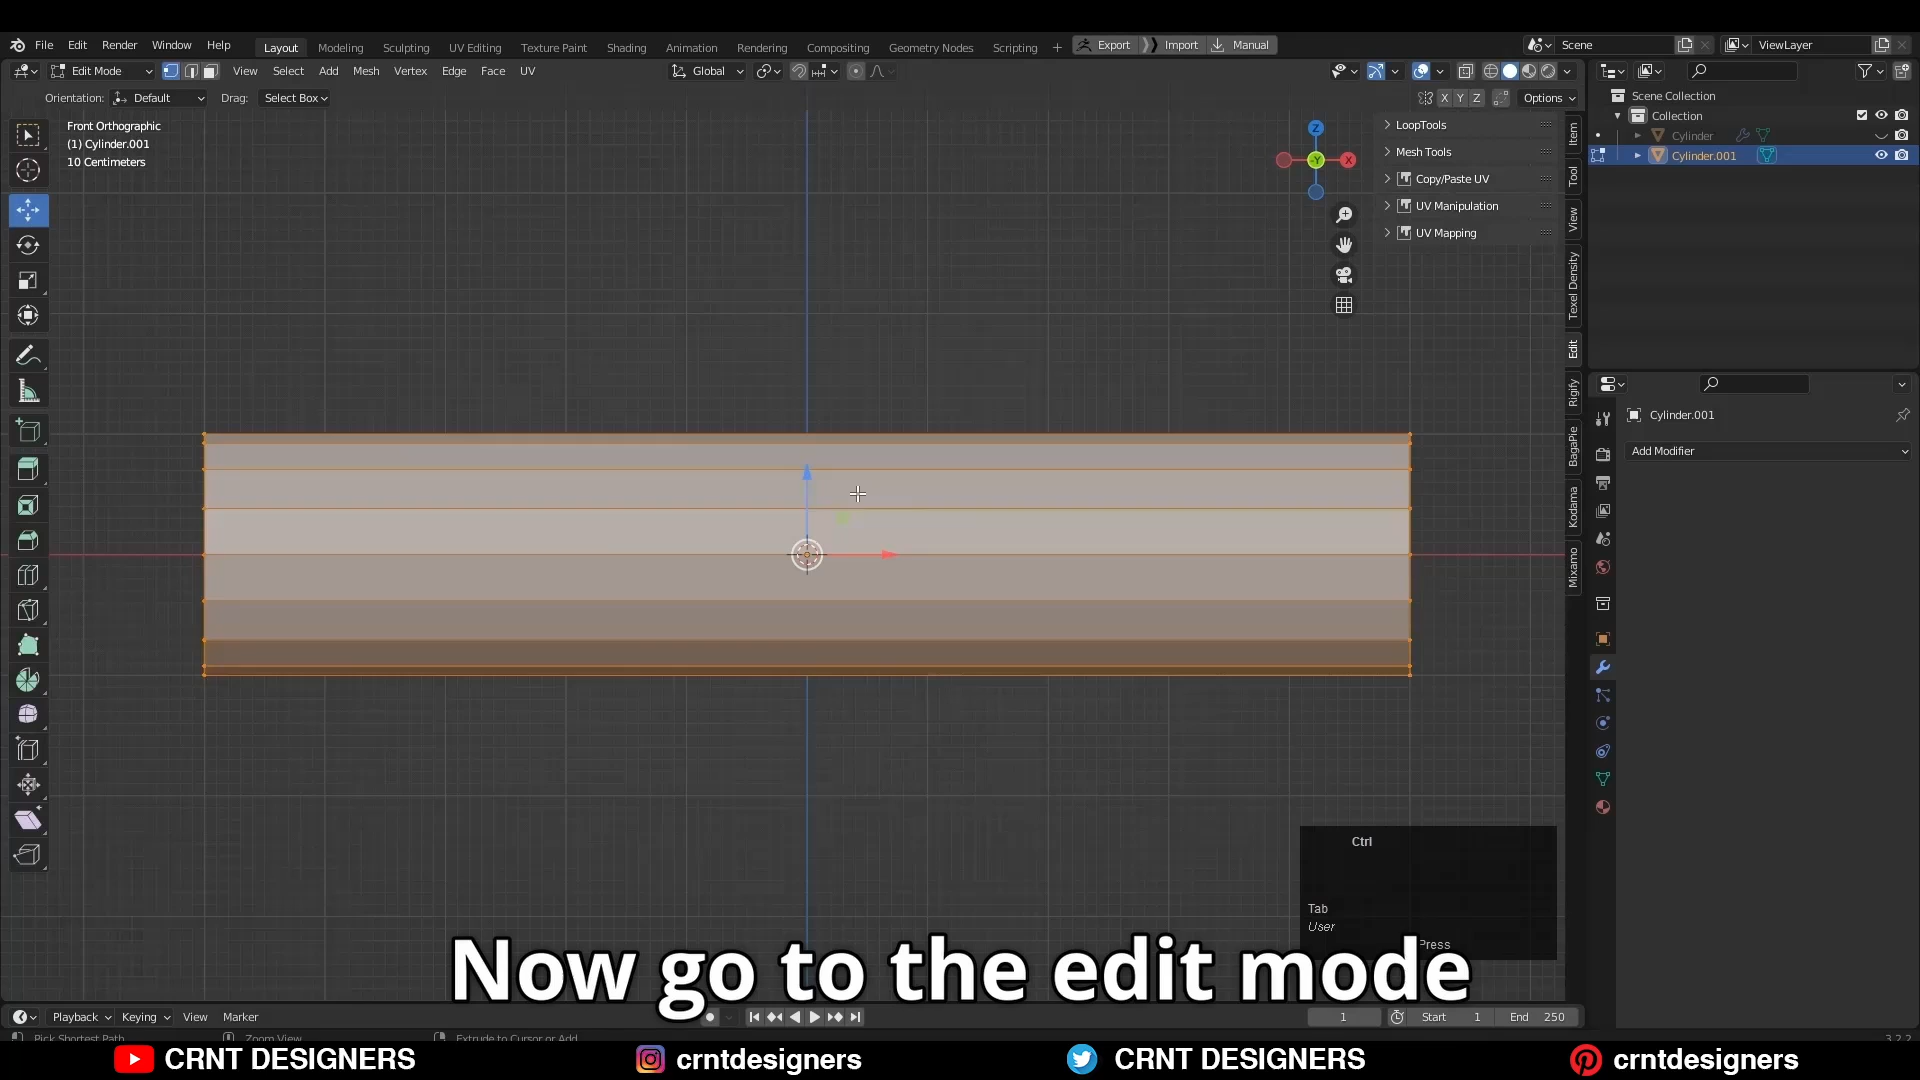 File Edit Render Window Help Layout Modeling Sculpting UV Editing Texture Paint Shading Animation Rendering Compositing Geometry Nodes Scripting + Export Import Manual Scene ViewLayer
Edit Mode View Select Add Mesh Vertex Edge Face UV Global
Orientation: Default Drag: Select Box X Y Z Options
Scene Collection
Collection
Cylinder
Cylinder.001
Front Orthographic
(1) Cylinder.001
10 Centimeters
Z
-Y
X
LoopTools
Mesh Tools
Copy/Paste UV
UV Manipulation
UV Mapping
Item
Tool
View
Texel Density
Edit
Rigify
BagaPie
Kodama
Mixamo
Cylinder.001
Add Modifier
Ctrl
Tab
User
Press
Now go to the edit mode
Playback Keying View Marker 1 Start 1 End 250
Pick Shortest Path Zoom View Extrude to Cursor or Add 3.2.2
CRNT DESIGNERS crntdesigners CRNT DESIGNERS crntdesigners